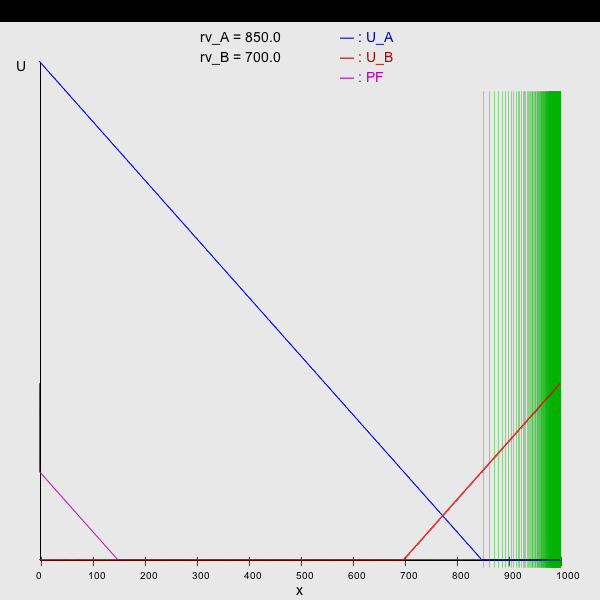 rv_A = 850.0 — : U_A
rv_B = 700.0 — : U_B
— : PF
U
0 100 200 300 400 500 600 700 800 900 1000
x